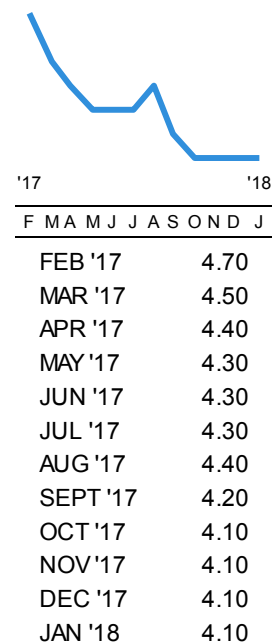 '17 '18
F M A M J J A S O N D J
FEB '17 4.70
MAR '17 4.50
APR '17 4.40
MAY '17 4.30
JUN '17 4.30
JUL '17 4.30
AUG '17 4.40
SEPT '17 4.20
OCT '17 4.10
NOV '17 4.10
DEC '17 4.10
JAN '18 4.10